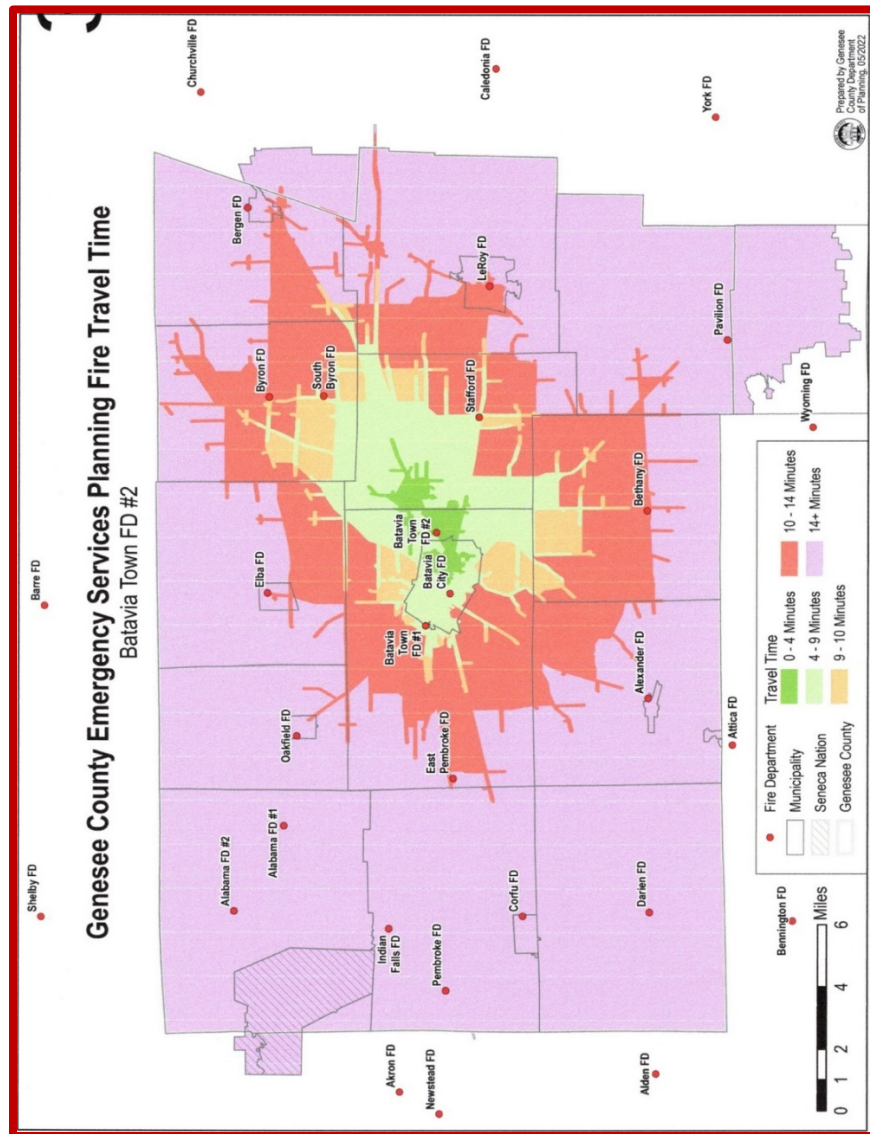 Genesee County Emergency Services Planning Fire Travel Time
Batavia Town FD #2
Shelby FD
Barre FD
Churchville FD
Alabama FD #2
Alabama FD #1
Oakfield FD
Elba FD
Byron FD
South
Byron FD
Bergen FD
Indian
Falls FD
Akron FD
Newstead FD
Pembroke FD
East
Pembroke FD
Batavia Town
FD #1
Batavia
City FD
Batavia
Town
FD #2
Stafford FD
LeRoy FD
Caledonia FD
Corfu FD
Alden FD
Darien FD
Alexander FD
Bethany FD
Pavilion FD
York FD
Attica FD
Bennington FD
Wyoming FD
0 1 2 4 6
Miles
Fire Department
Municipality
Seneca Nation
Genesee County
Travel Time
0 - 4 Minutes
4 - 9 Minutes
9 - 10 Minutes
10 - 14 Minutes
14+ Minutes
Prepared by Genesee
County Department
of Planning, 05/2022